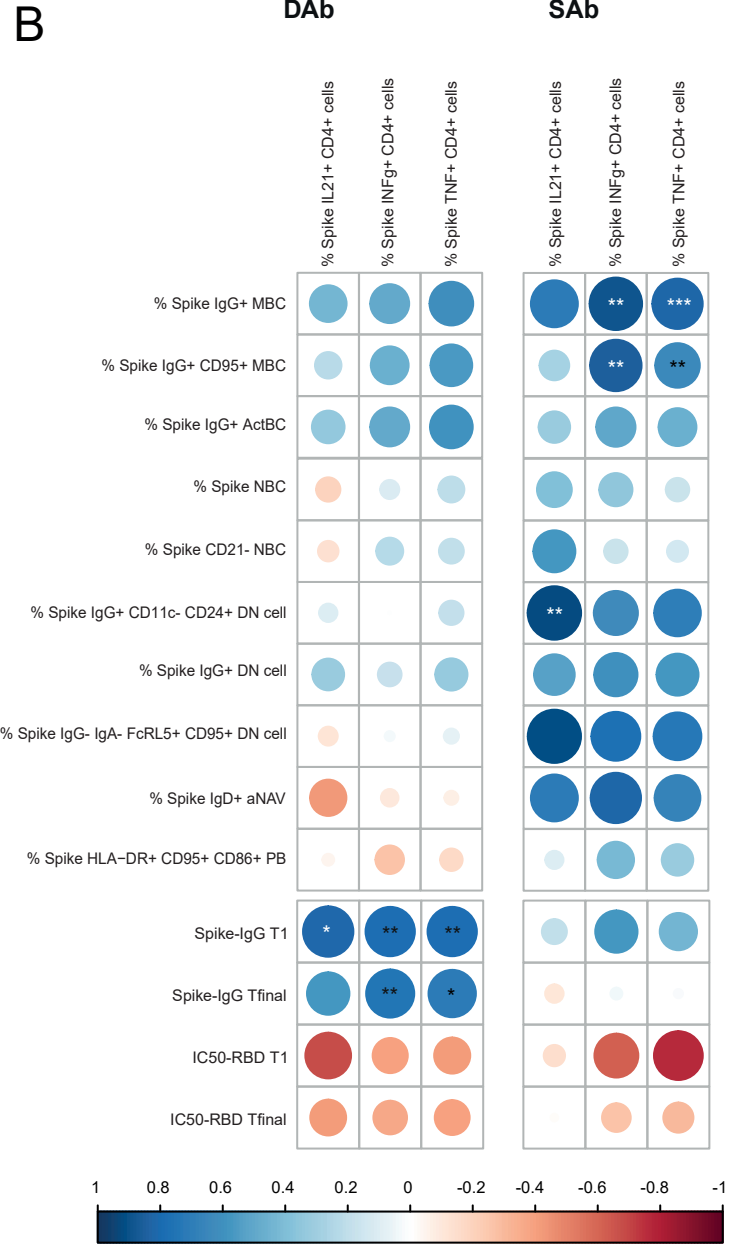 B
DAb SAb
% Spike IL21+ CD4+ cells
% Spike INFg+ CD4+ cells
% Spike TNF+ CD4+ cells
% Spike IL21+ CD4+ cells
% Spike INFg+ CD4+ cells
% Spike TNF+ CD4+ cells
% Spike IgG+ MBC ** ***
% Spike IgG+ CD95+ MBC ** **
% Spike IgG+ ActBC
% Spike NBC
% Spike CD21- NBC
% Spike IgG+ CD11c- CD24+ DN cell **
% Spike IgG+ DN cell
% Spike IgG- IgA- FcRL5+ CD95+ DN cell
% Spike IgD+ aNAV
% Spike HLA−DR+ CD95+ CD86+ PB
Spike-IgG T1 * ** **
Spike-IgG Tfinal ** *
IC50-RBD T1
IC50-RBD Tfinal
1 0.8 0.6 0.4 0.2 0 -0.2 -0.4 -0.6 -0.8 -1